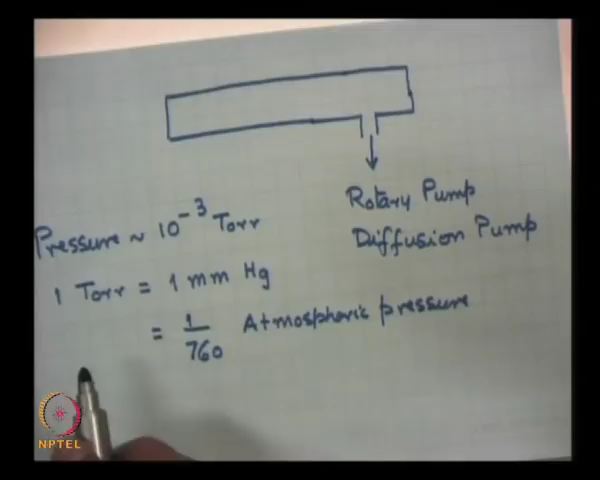 Rotary Pump
Diffusion Pump
Pressure ~ 10⁻³ Torr
1 Torr = 1 mm Hg
= 1/760 Atmospheric pressure
NPTEL